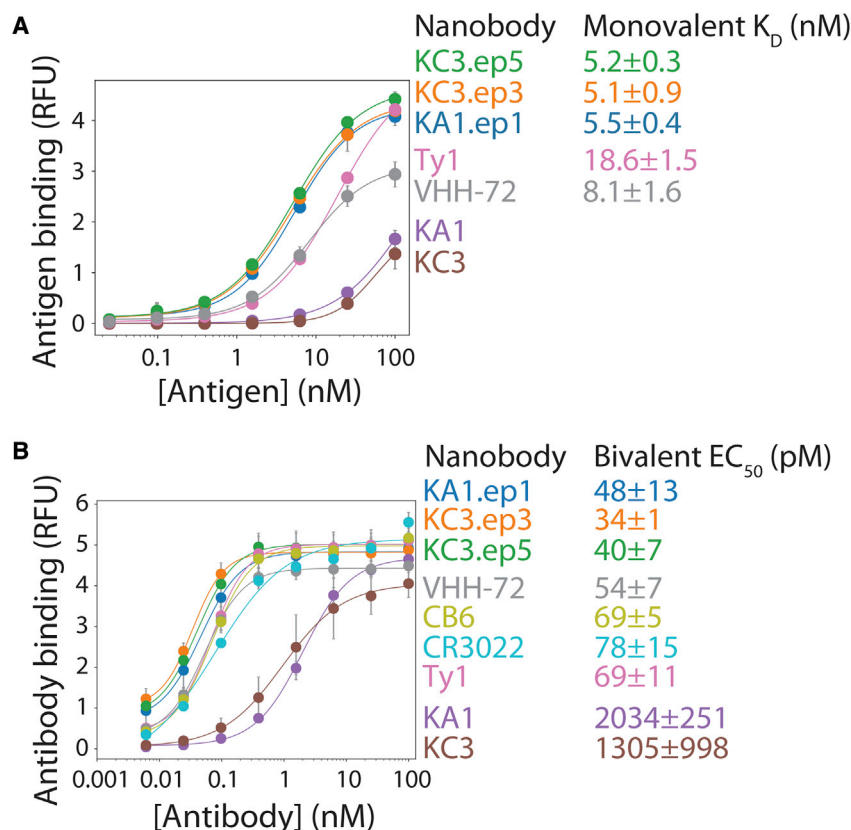 A
Nanobody Monovalent KD (nM)
KC3.ep5 5.2±0.3
KC3.ep3 5.1±0.9
KA1.ep1 5.5±0.4
Ty1 18.6±1.5
VHH-72 8.1±1.6
KA1
KC3
Antigen binding (RFU)
4
3
2
1
0
0.1 1 10 100
[Antigen] (nM)
B
Nanobody Bivalent EC50 (pM)
KA1.ep1 48±13
KC3.ep3 34±1
KC3.ep5 40±7
VHH-72 54±7
CB6 69±5
CR3022 78±15
Ty1 69±11
KA1 2034±251
KC3 1305±998
Antibody binding (RFU)
6
5
4
3
2
1
0
0.001 0.01 0.1 1 10 100
[Antibody] (nM)